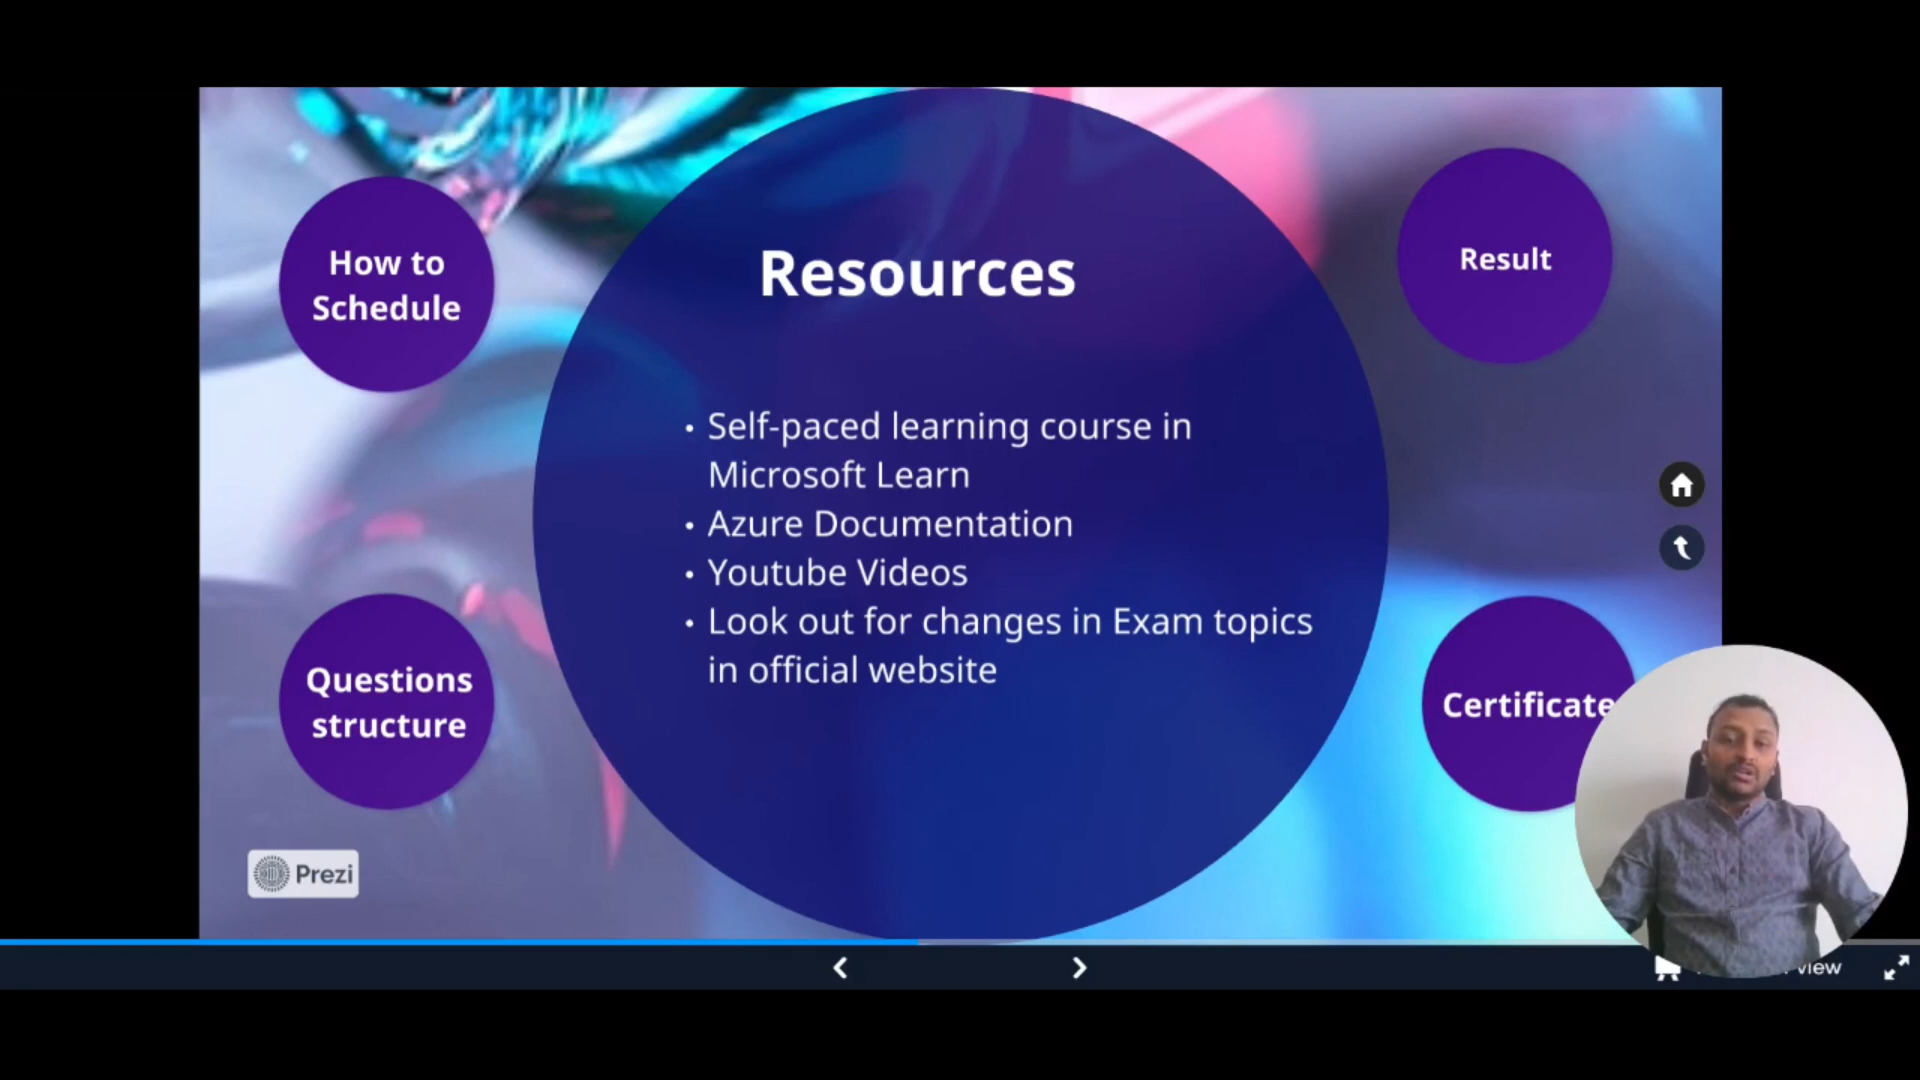 How to
Schedule
Resources
Result
• Self-paced learning course in
Microsoft Learn
• Azure Documentation
• Youtube Videos
• Look out for changes in Exam topics
in official website
Questions
structure
Certificate
Prezi
view